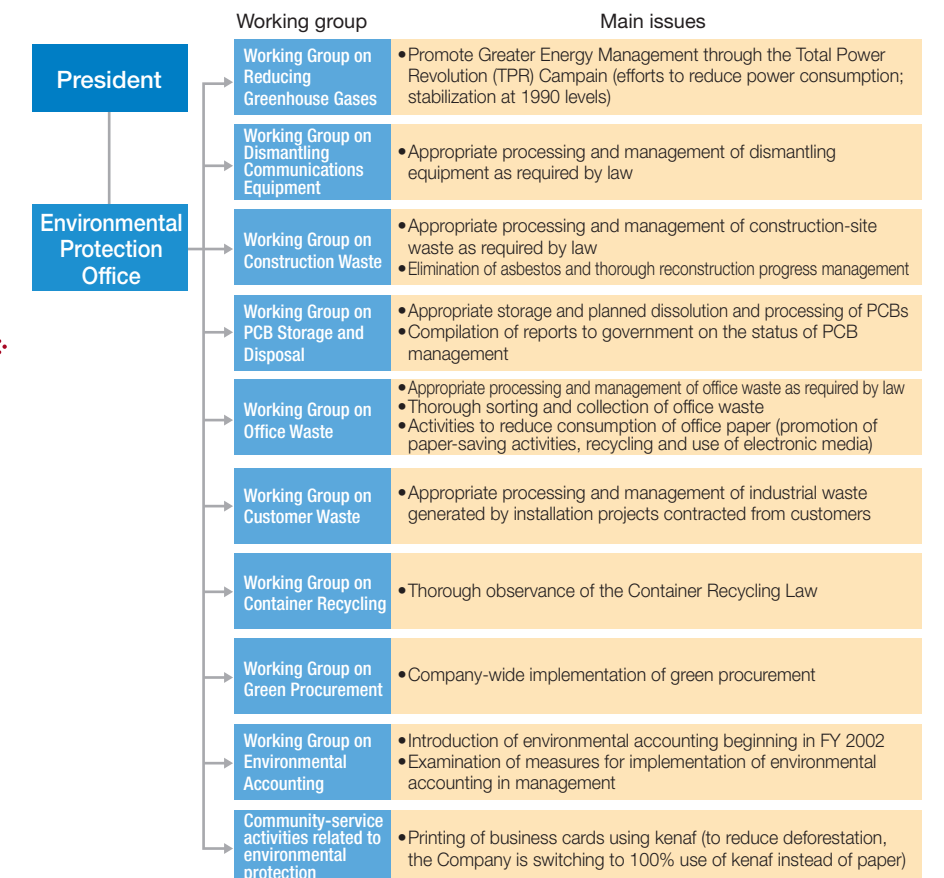 Working group
Main issues
President
Environmental
Protection
Office
Working Group on
Reducing
Greenhouse Gases
•Promote Greater Energy Management through the Total Power
Revolution (TPR) Campain (efforts to reduce power consumption;
stabilization at 1990 levels)
Working Group on
Dismantling
Communications
Equipment
•Appropriate processing and management of dismantling
equipment as required by law
Working Group on
Construction Waste
•Appropriate processing and management of construction-site
waste as required by law
•Elimination of asbestos and thorough reconstruction progress management
Working Group on
PCB Storage and
Disposal
•Appropriate storage and planned dissolution and processing of PCBs
•Compilation of reports to government on the status of PCB
management
Working Group on
Office Waste
•Appropriate processing and management of office waste as required by law
•Thorough sorting and collection of office waste
•Activities to reduce consumption of office paper (promotion of
paper-saving activities, recycling and use of electronic media)
Working Group on
Customer Waste
•Appropriate processing and management of industrial waste
generated by installation projects contracted from customers
Working Group on
Container Recycling
•Thorough observance of the Container Recycling Law
Working Group on
Green Procurement
•Company-wide implementation of green procurement
Working Group on
Environmental
Accounting
•Introduction of environmental accounting beginning in FY 2002
•Examination of measures for implementation of environmental
accounting in management
Community-service
activities related to
environmental
protection
•Printing of business cards using kenaf (to reduce deforestation,
the Company is switching to 100% use of kenaf instead of paper)